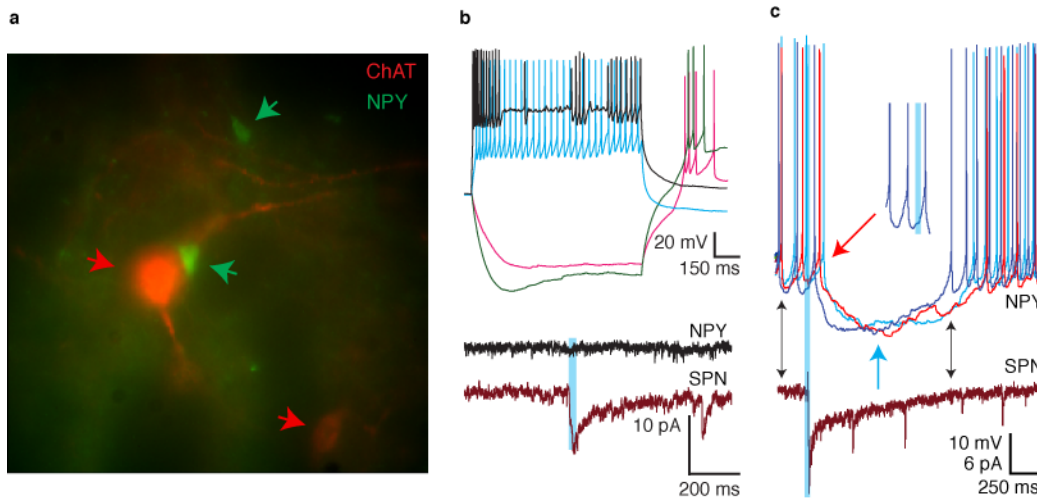 a
ChAT
NPY
b
20 mV
150 ms
NPY
SPN
10 pA
200 ms
c
NPY
SPN
10 mV
6 pA
250 ms